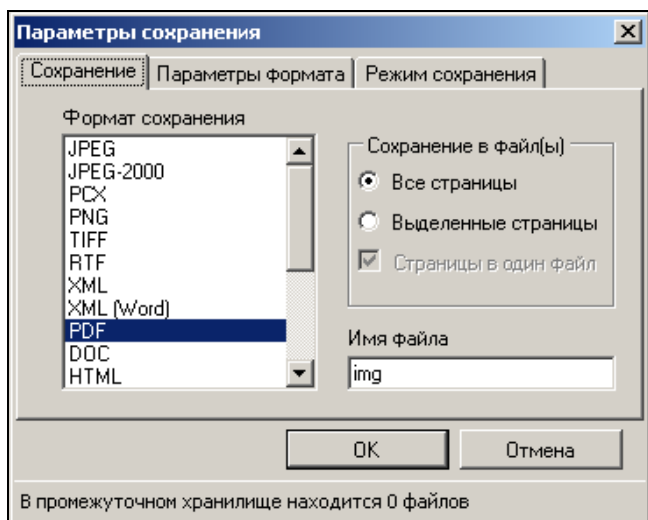 Параметры сохранения
Сохранение Параметры формата Режим сохранения
Формат сохранения
JPEG
JPEG-2000
PCX
PNG
TIFF
RTF
XML
XML (Word)
PDF
DOC
HTML
Сохранение в файл(ы)
Все страницы
Выделенные страницы
Страницы в один файл
Имя файла
img
OK Отмена
В промежуточном хранилище находится 0 файлов